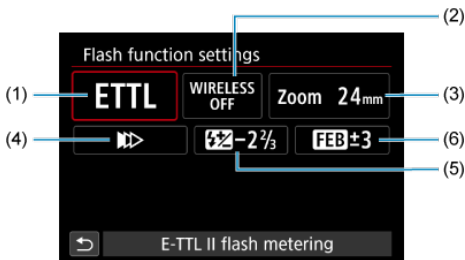 (2)
Flash function settings
(1) ETTL WIRELESS OFF Zoom 24mm (3)
(4) -2⅔ FEB±3 (6)
(5)
E-TTL II flash metering